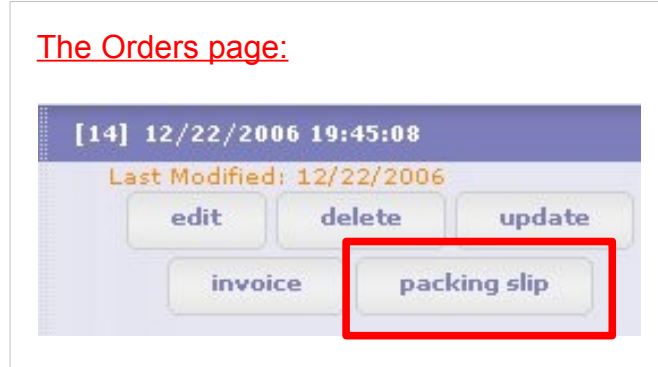 The Orders page:
[14] 12/22/2006 19:45:08
Last Modified: 12/22/2006
edit delete update
invoice packing slip